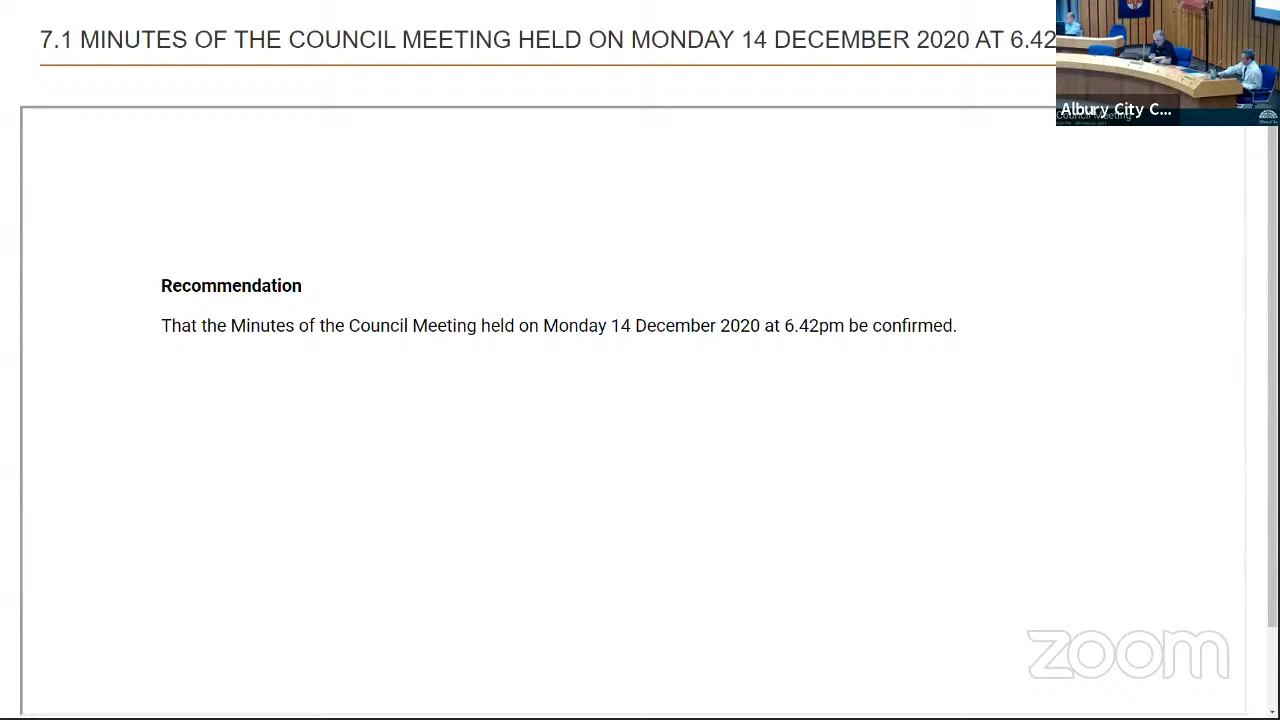 7.1 MINUTES OF THE COUNCIL MEETING HELD ON MONDAY 14 DECEMBER 2020 AT 6.42
Albury City C...
Council Meeting
Recommendation
That the Minutes of the Council Meeting held on Monday 14 December 2020 at 6.42pm be confirmed.
zoom